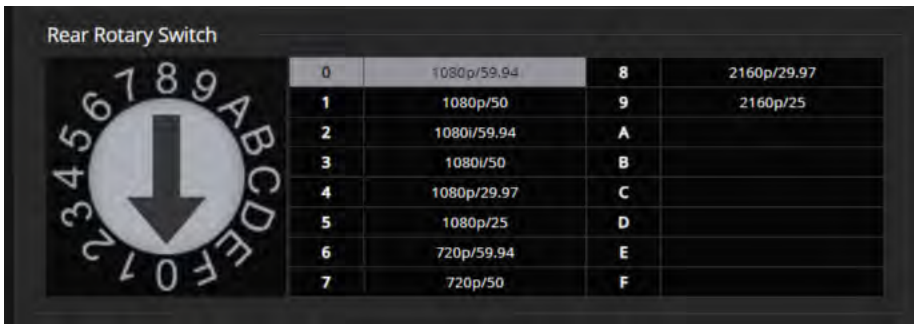 Rear Rotary Switch
0 1 2 3 4 5 6 7 8 9 A B C D E F
0 1080p/59.94 8 2160p/29.97
1 1080p/50 9 2160p/25
2 1080i/59.94 A
3 1080i/50 B
4 1080p/29.97 C
5 1080p/25 D
6 720p/59.94 E
7 720p/50 F